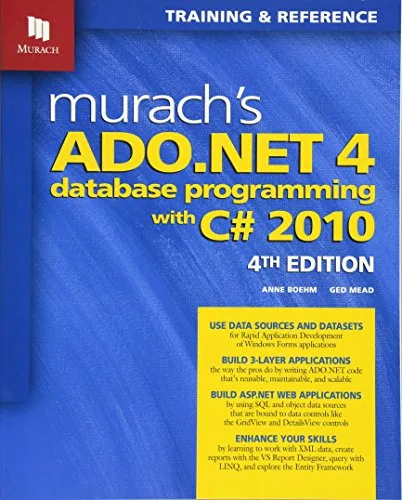 TRAINING & REFERENCE
MURACH
murach's
ADO.NET 4
database programming
with C# 2010
4TH EDITION
ANNE BOEHM GED MEAD
USE DATA SOURCES AND DATASETS
for Rapid Application Development
of Windows Forms applications
BUILD 3-LAYER APPLICATIONS
the way the pros do by writing ADO.NET code
that's reusable, maintainable, and scalable
BUILD ASP.NET WEB APPLICATIONS
by using SQL and object data sources
that are bound to data controls like
the GridView and DetailsView controls
ENHANCE YOUR SKILLS
by learning to work with XML data, create
reports with the VS Report Designer, query with
LINQ, and explore the Entity Framework